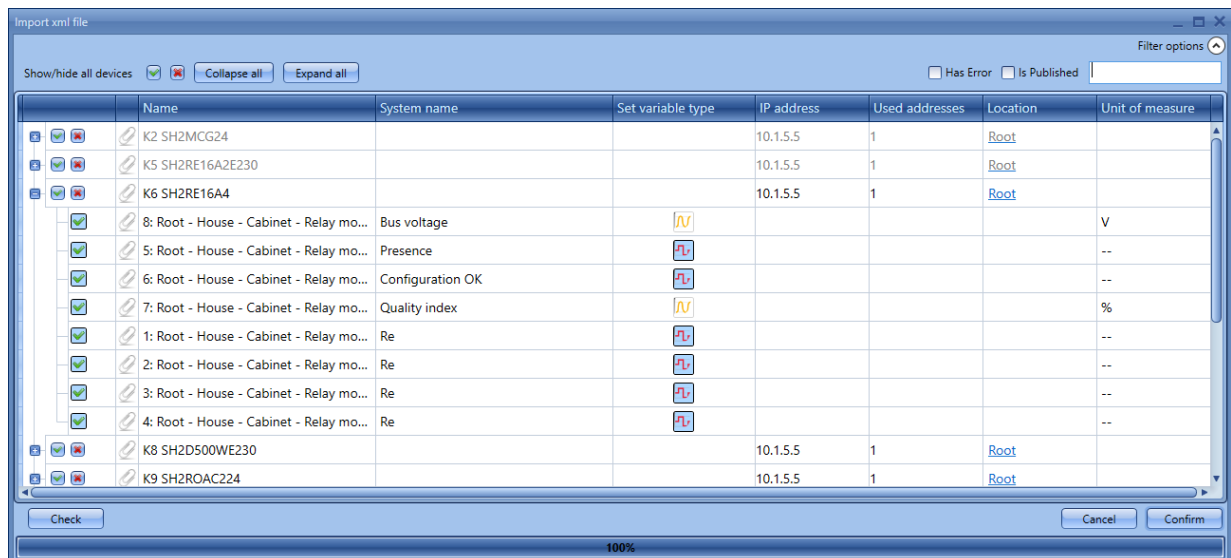 Import xml file
Filter options
Show/hide all devices Collapse all Expand all Has Error Is Published
Name System name Set variable type IP address Used addresses Location Unit of measure
K2 SH2MCG24 10.1.5.5 1 Root
K5 SH2RE16A2E230 10.1.5.5 1 Root
K6 SH2RE16A4 10.1.5.5 1 Root
8: Root - House - Cabinet - Relay mo... Bus voltage V
5: Root - House - Cabinet - Relay mo... Presence --
6: Root - House - Cabinet - Relay mo... Configuration OK --
7: Root - House - Cabinet - Relay mo... Quality index %
1: Root - House - Cabinet - Relay mo... Re --
2: Root - House - Cabinet - Relay mo... Re --
3: Root - House - Cabinet - Relay mo... Re --
4: Root - House - Cabinet - Relay mo... Re --
K8 SH2D500WE230 10.1.5.5 1 Root
K9 SH2ROAC224 10.1.5.5 1 Root
Check Cancel Confirm
100%